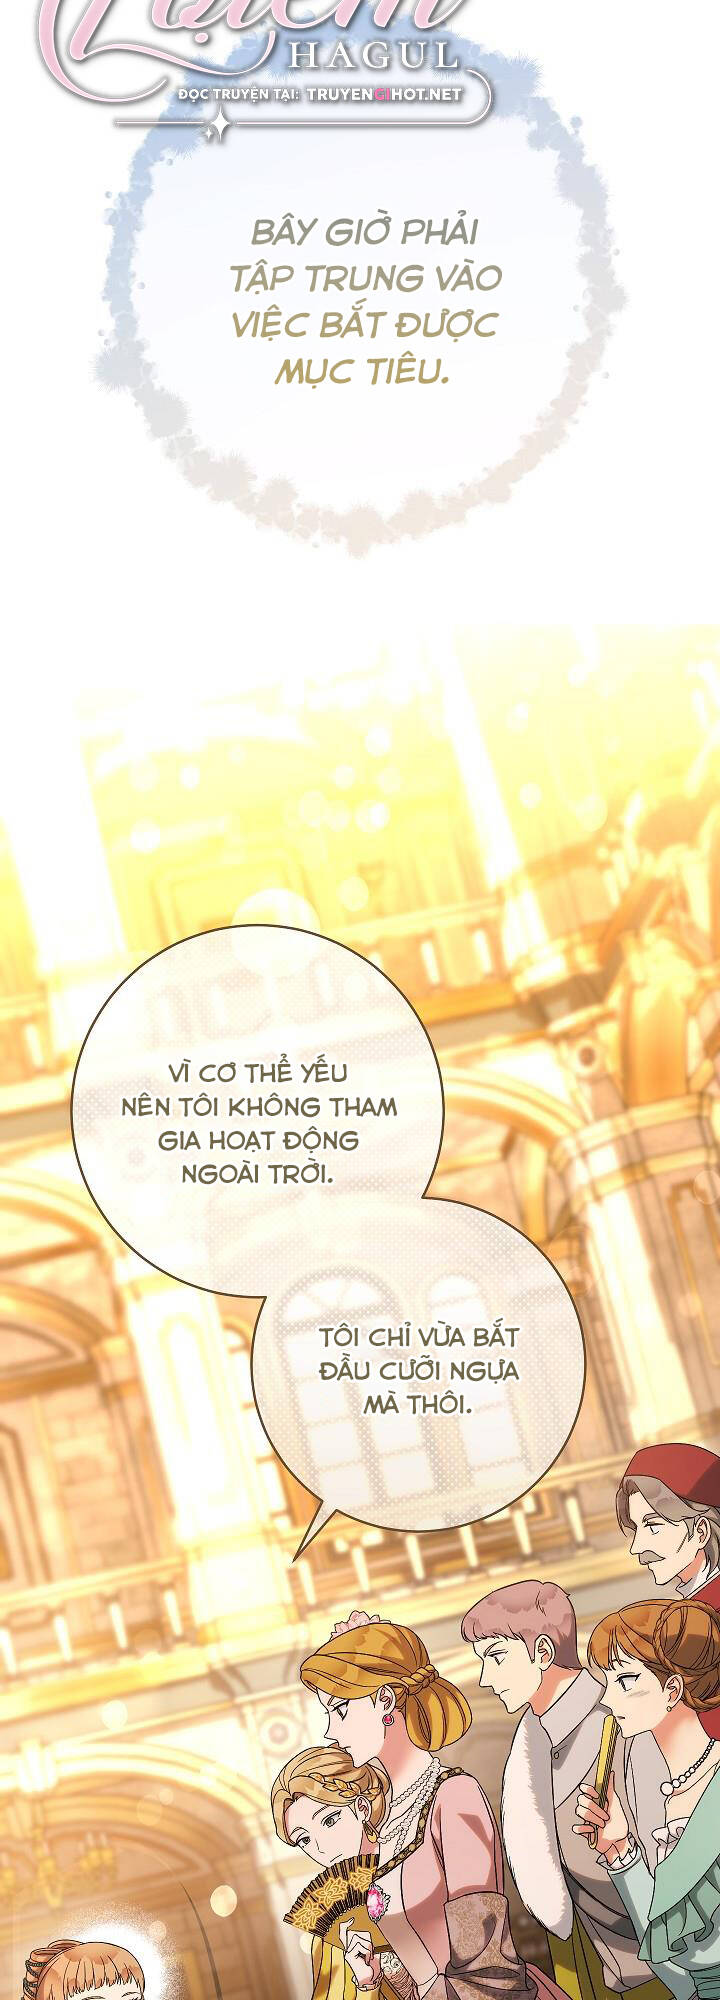 Tiệm
HAGUL
ĐỌC TRUYỆN TẠI: TRUYENGIHOT.NET
BÂY GIỜ PHẢI
TẬP TRUNG VÀO
VIỆC BẮT ĐƯỢC
MỤC TIÊU.
VÌ CƠ THỂ YẾU
NÊN TÔI KHÔNG THAM
GIA HOẠT ĐỘNG
NGOÀI TRỜI.
TÔI CHỈ VỪA BẮT
ĐẦU CƯỠI NGỰA
MÀ THÔI.